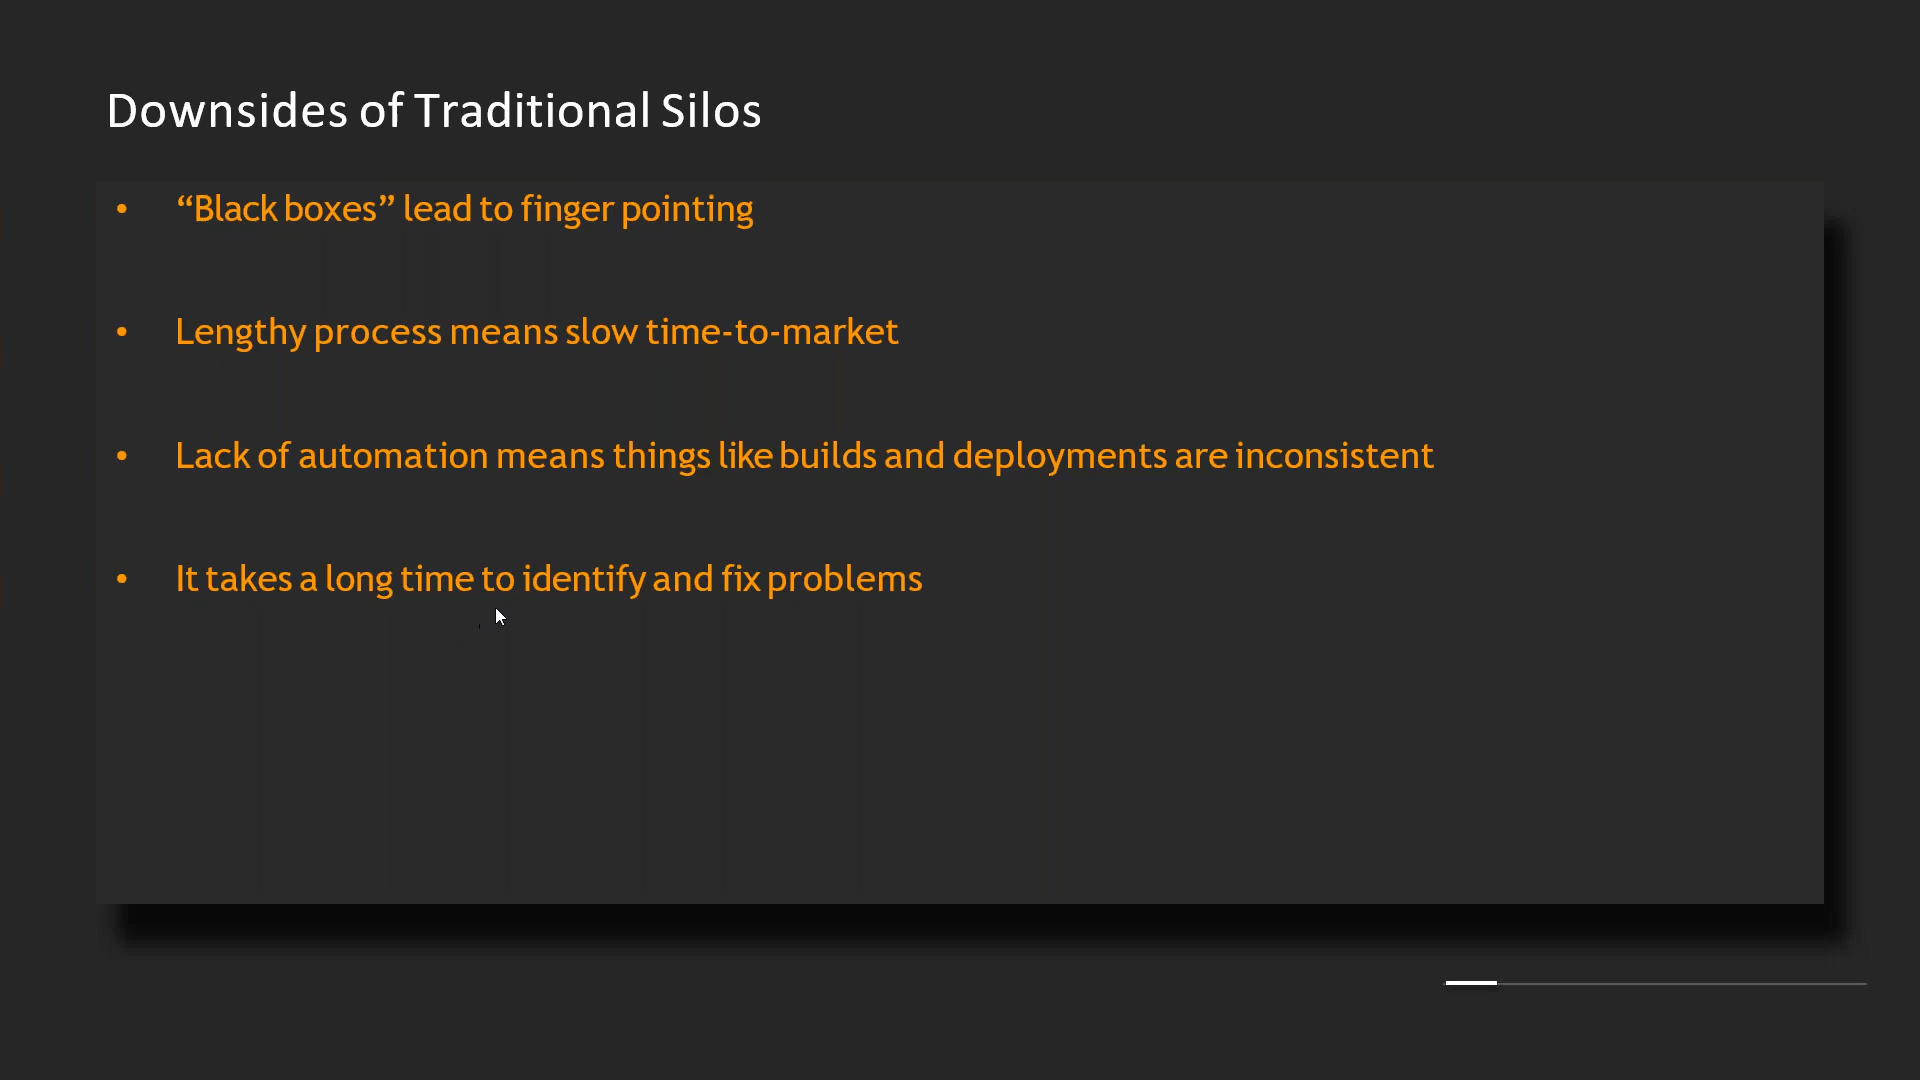 Downsides of Traditional Silos
• “Black boxes” lead to finger pointing
• Lengthy process means slow time-to-market
• Lack of automation means things like builds and deployments are inconsistent
• It takes a long time to identify and fix problems